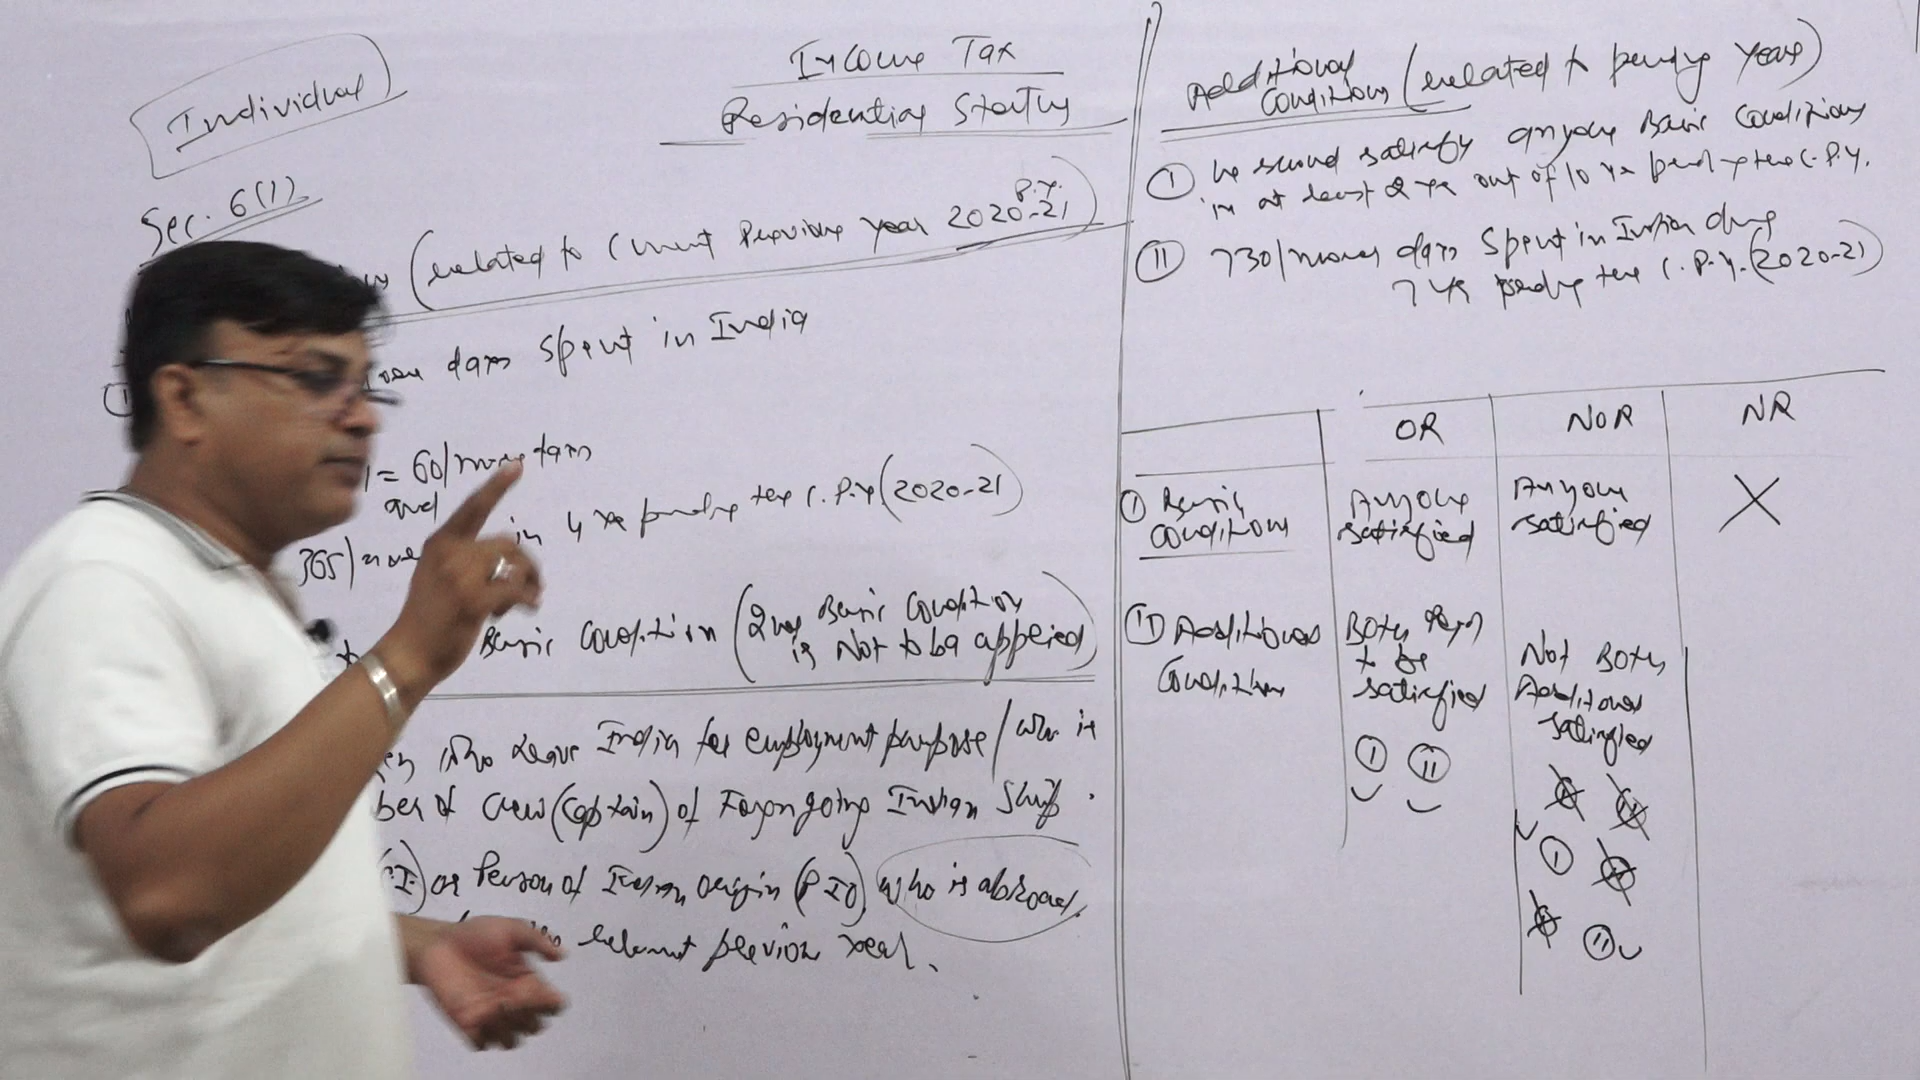 Individual
Income Tax
Residential Status
Sec. 6(1)
(related to Current Previous year 2020-21)
P.Y.
days spent in India
= 60/more days
and
365/more in 4 yrs preceding the C.P.Y (2020-21)
Basic Condition (2nd Basic Condition
is Not to be applied)
who leave India for employment purpose/who is
of crew (Captain) of Foreign going Indian Ship.
or Person of Indian origin (PIO) who is abroad.
relevant previous year.
Additional
Conditions (related to preceding years)
I he should satisfy anyone Basic Conditions
in at least 2 yrs out of 10 yrs preceding the C.P.Y.
II 730/more days Spent in Indian during
7 yrs preceding the C.P.Y. (2020-21)
OR NOR NR
I Basic
Conditions
Anyone
satisfied
Anyone
satisfied
X
II Additional
Conditions
Both
to be
satisfied
I II
Not Both
Additional
satisfied
I II
I II
I II